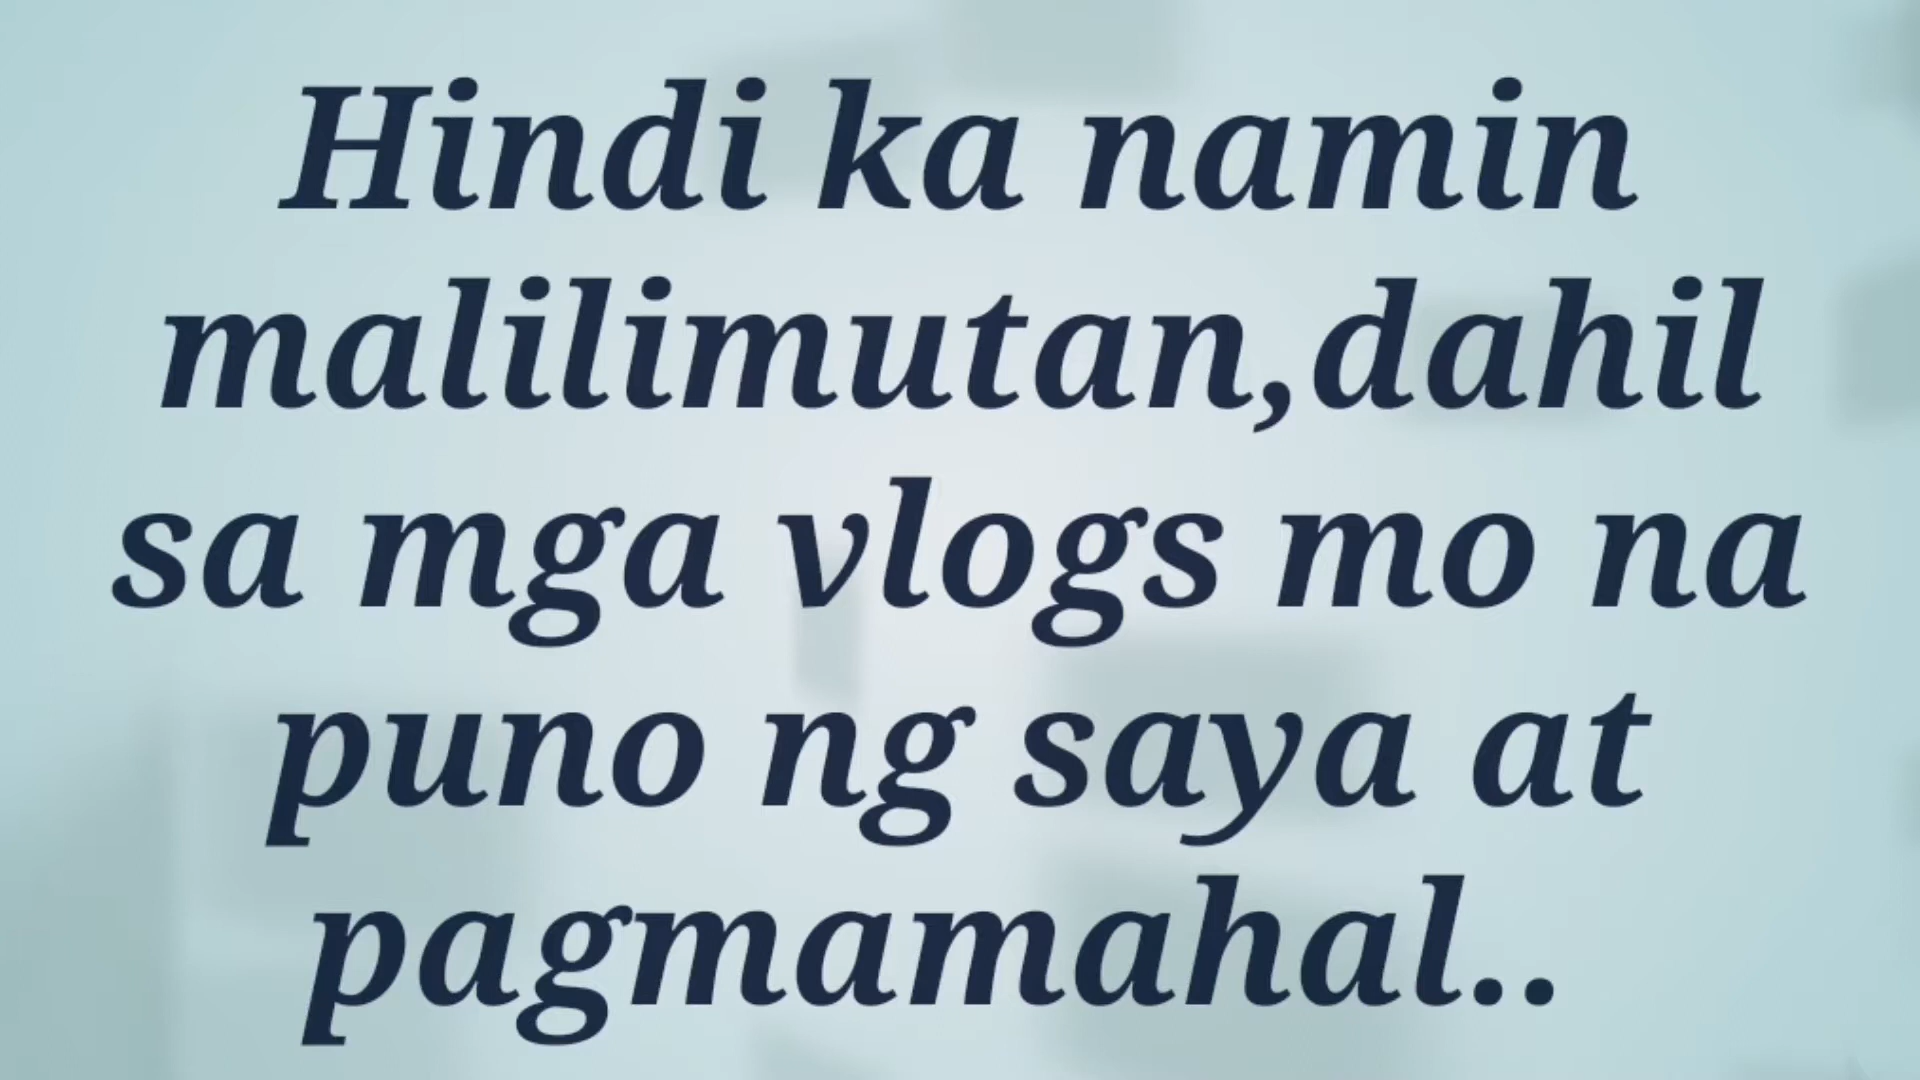 Hindi ka namin
malilimutan,dahil
sa mga vlogs mo na
puno ng saya at
pagmamahal..